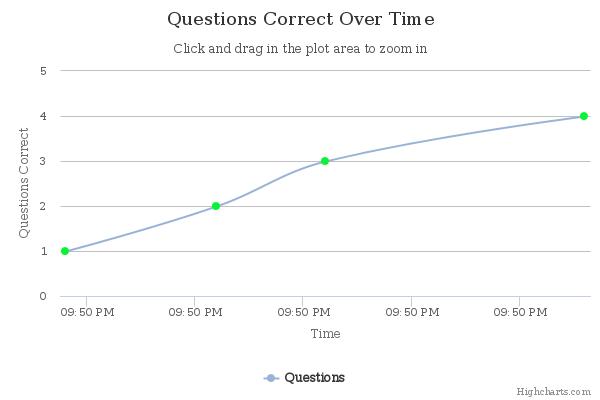 Questions Correct Over Time
Click and drag in the plot area to zoom in
Questions Correct
5
4
3
2
1
0
09:50 PM 09:50 PM 09:50 PM 09:50 PM 09:50 PM
Time
Questions
Highcharts.com